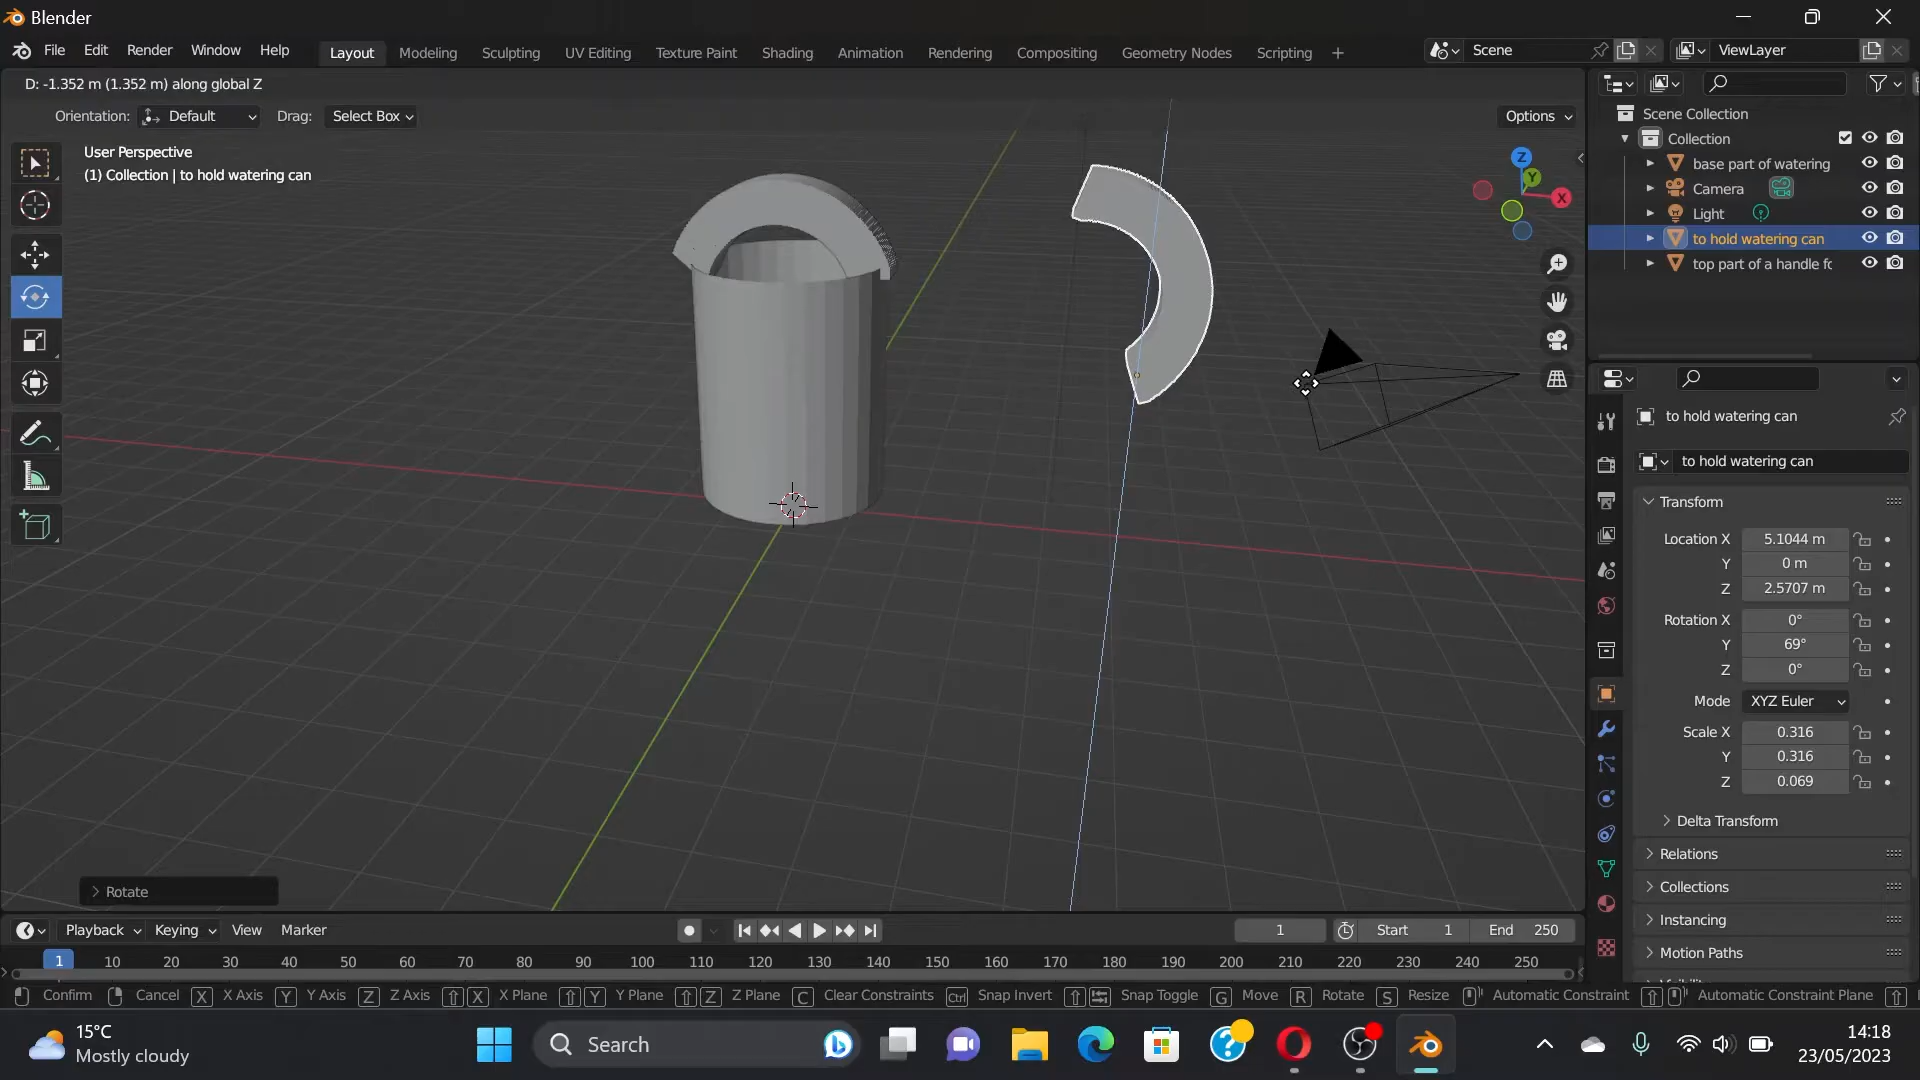 Blender
File Edit Render Window Help Layout Modeling Sculpting UV Editing Texture Paint Shading Animation Rendering Compositing Geometry Nodes Scripting + Scene ViewLayer
D: -1.352 m (1.352 m) along global Z
Orientation: Default Drag: Select Box Options
User Perspective
(1) Collection | to hold watering can
Z
Y
X
Scene Collection
Collection
base part of watering
Camera
Light
to hold watering can
top part of a handle fo
to hold watering can
to hold watering can
Transform
Location X 5.1044 m
Y 0 m
Z 2.5707 m
Rotation X 0°
Y 69°
Z 0°
Mode XYZ Euler
Scale X 0.316
Y 0.316
Z 0.069
Delta Transform
Relations
Collections
Instancing
Motion Paths
Rotate
Playback Keying View Marker 1 Start 1 End 250
1 10 20 30 40 50 60 70 80 90 100 110 120 130 140 150 160 170 180 190 200 210 220 230 240 250
Confirm Cancel X X Axis Y Y Axis Z Z Axis X X Plane Y Y Plane Z Z Plane C Clear Constraints Ctrl Snap Invert Snap Toggle G Move R Rotate S Resize Automatic Constraint Automatic Constraint Plane
15°C
Mostly cloudy
Search
14:18
23/05/2023